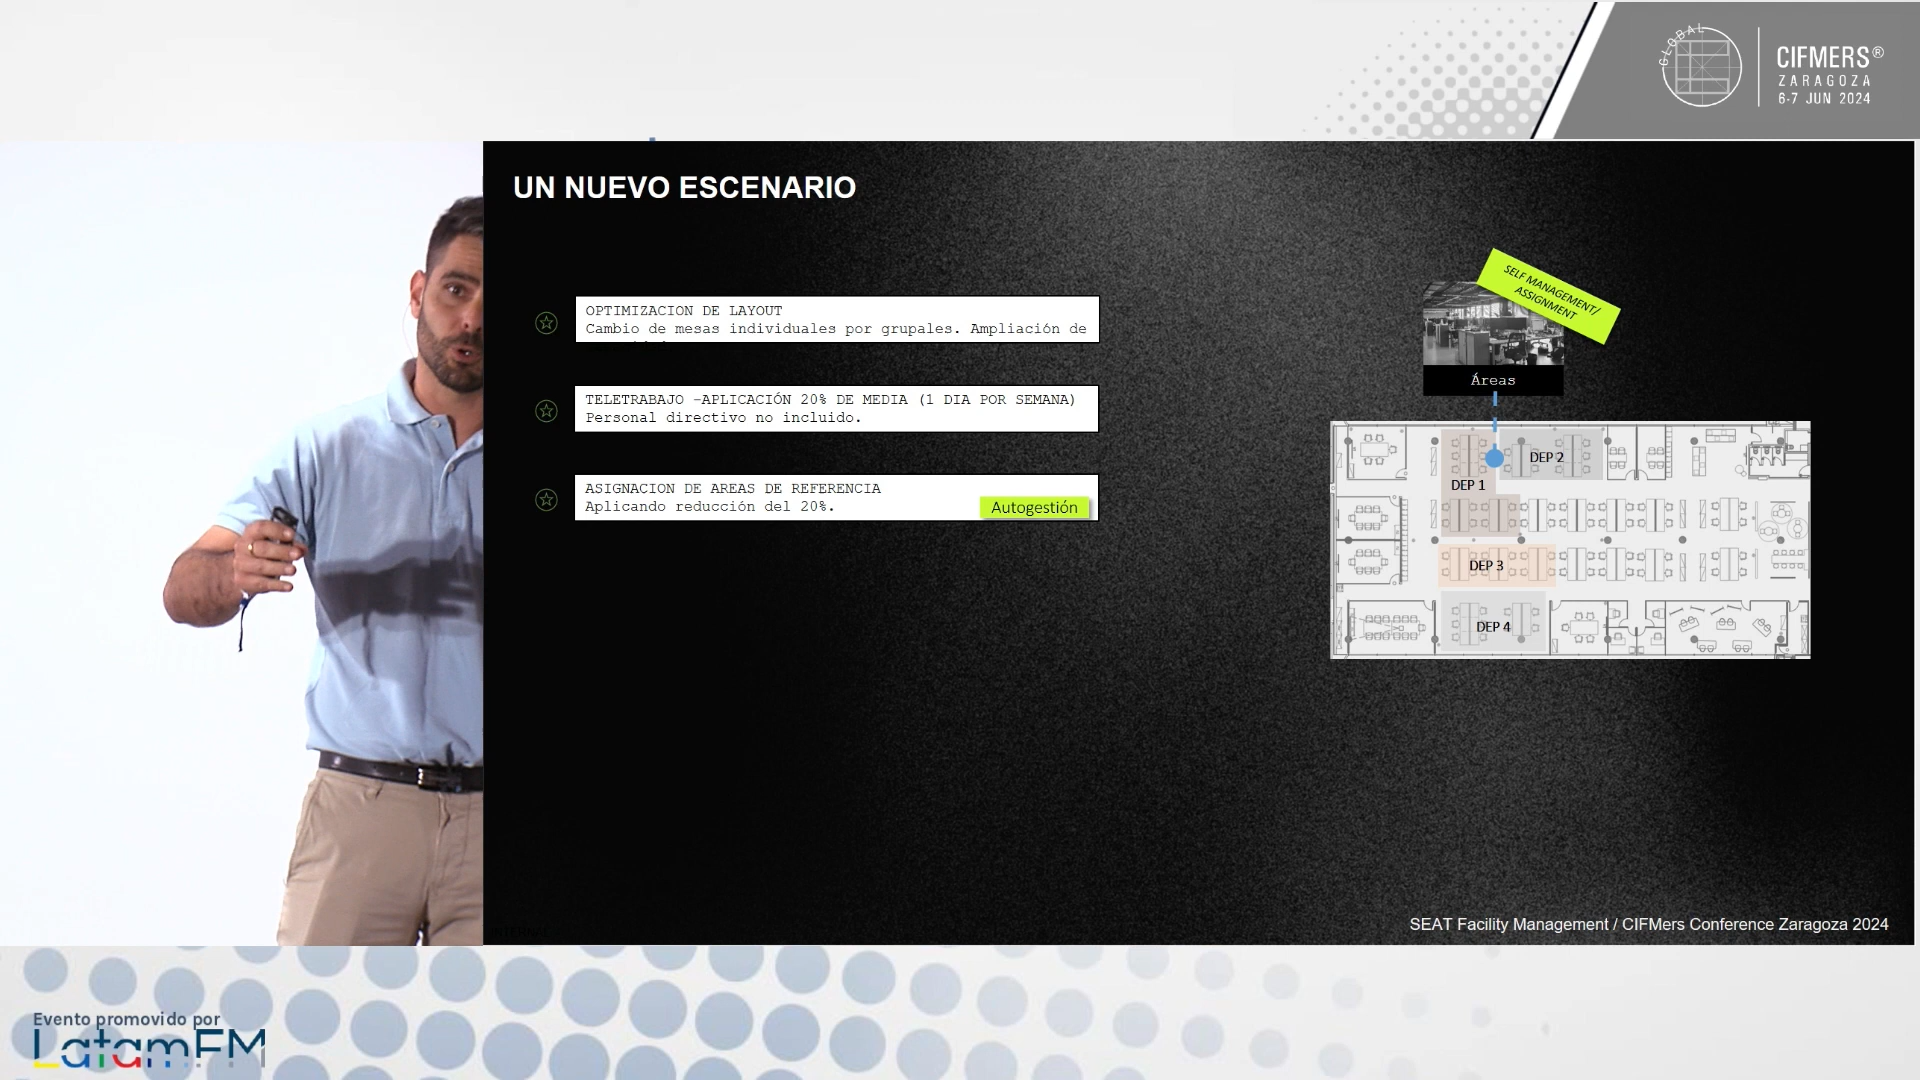 GLOBAL
CIFMERS®
ZARAGOZA
6-7 JUN 2024
UN NUEVO ESCENARIO
OPTIMIZACION DE LAYOUT
Cambio de mesas individuales por grupales. Ampliación de
TELETRABAJO –APLICACIÓN 20% DE MEDIA (1 DIA POR SEMANA)
Personal directivo no incluido.
ASIGNACION DE AREAS DE REFERENCIA
Aplicando reducción del 20%.
Autogestión
SELF MANAGEMENT/
ASSIGNMENT
Áreas
DEP 2
DEP 1
DEP 3
DEP 4
INTERNAL
SEAT Facility Management / CIFMers Conference Zaragoza 2024
Evento promovido por
LatamFM